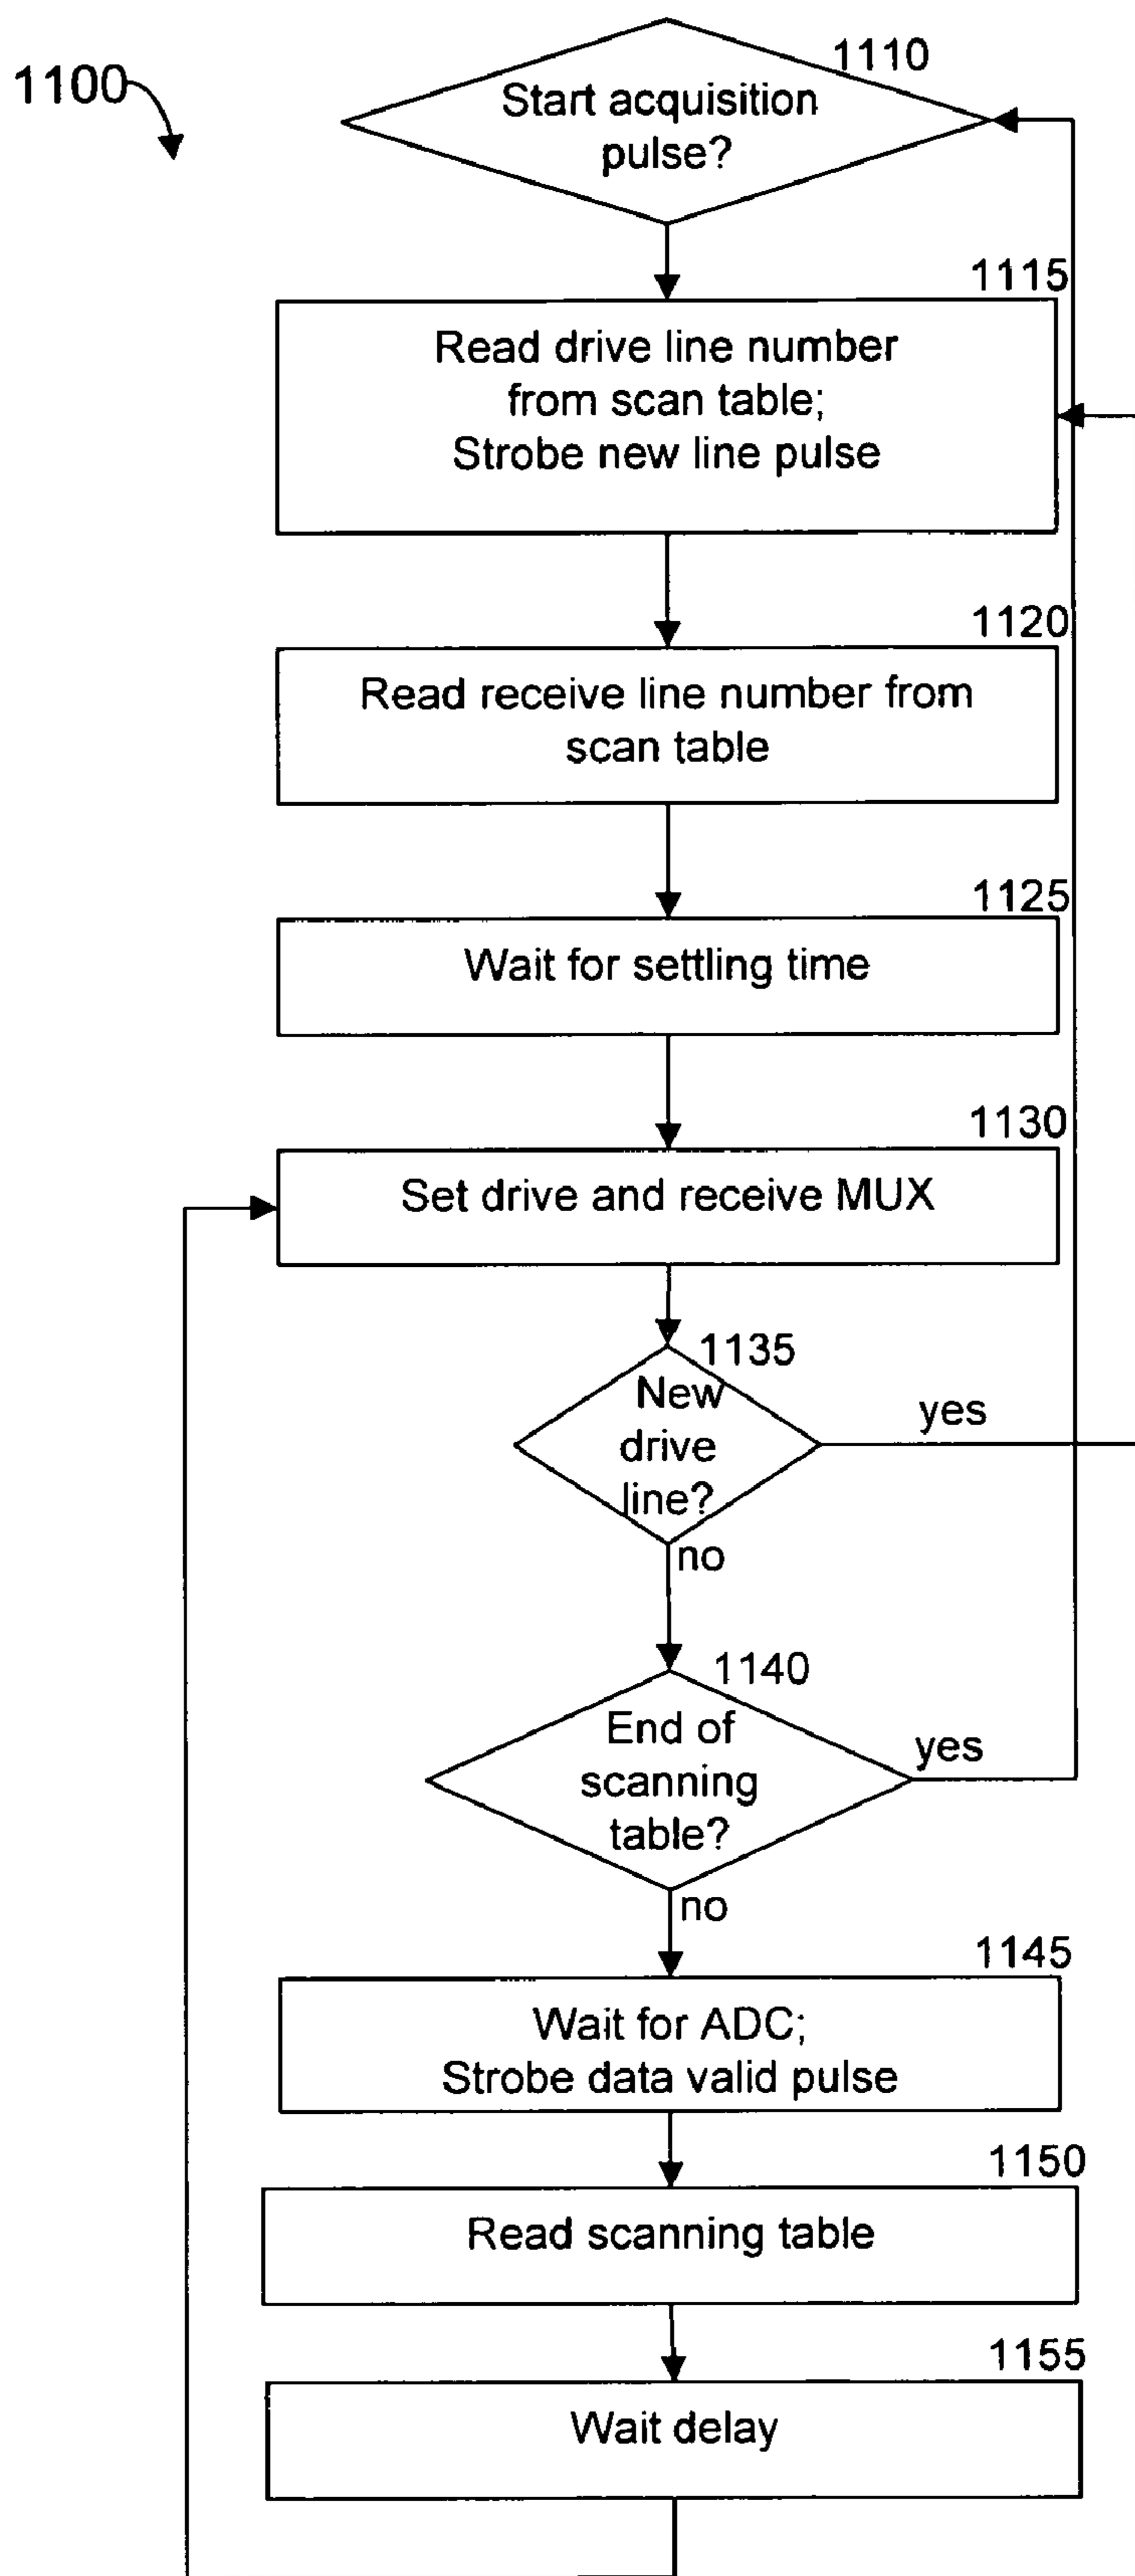 1100
1110
Start acquisition
pulse?
1115
Read drive line number
from scan table;
Strobe new line pulse
1120
Read receive line number from
scan table
1125
Wait for settling time
1130
Set drive and receive MUX
1135
New
drive
line?
yes
no
1140
End of
scanning
table?
yes
no
1145
Wait for ADC;
Strobe data valid pulse
1150
Read scanning table
1155
Wait delay